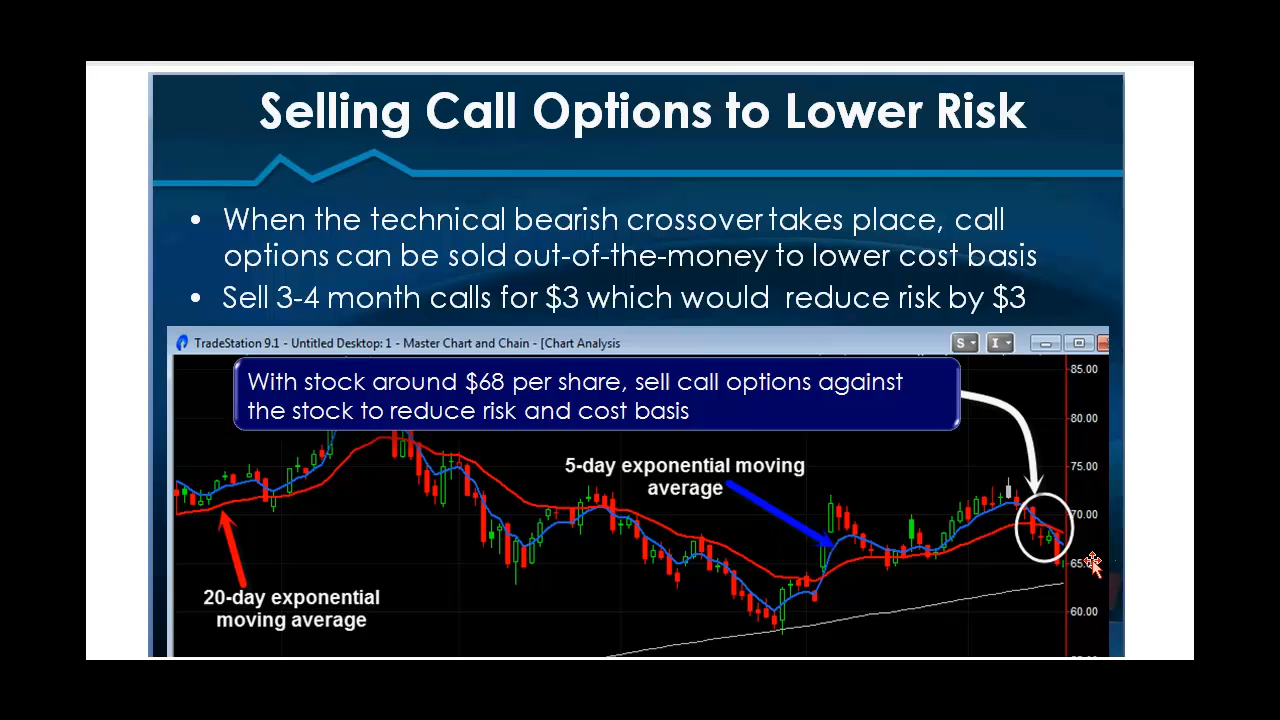 Selling Call Options to Lower Risk
• When the technical bearish crossover takes place, call
options can be sold out-of-the-money to lower cost basis
• Sell 3-4 month calls for $3 which would reduce risk by $3
TradeStation 9.1 - Untitled Desktop: 1 - Master Chart and Chain - [Chart Analysis
S
I
With stock around $68 per share, sell call options against
the stock to reduce risk and cost basis
85.00
80.00
75.00
70.00
65.00
60.00
5-day exponential moving
average
20-day exponential
moving average